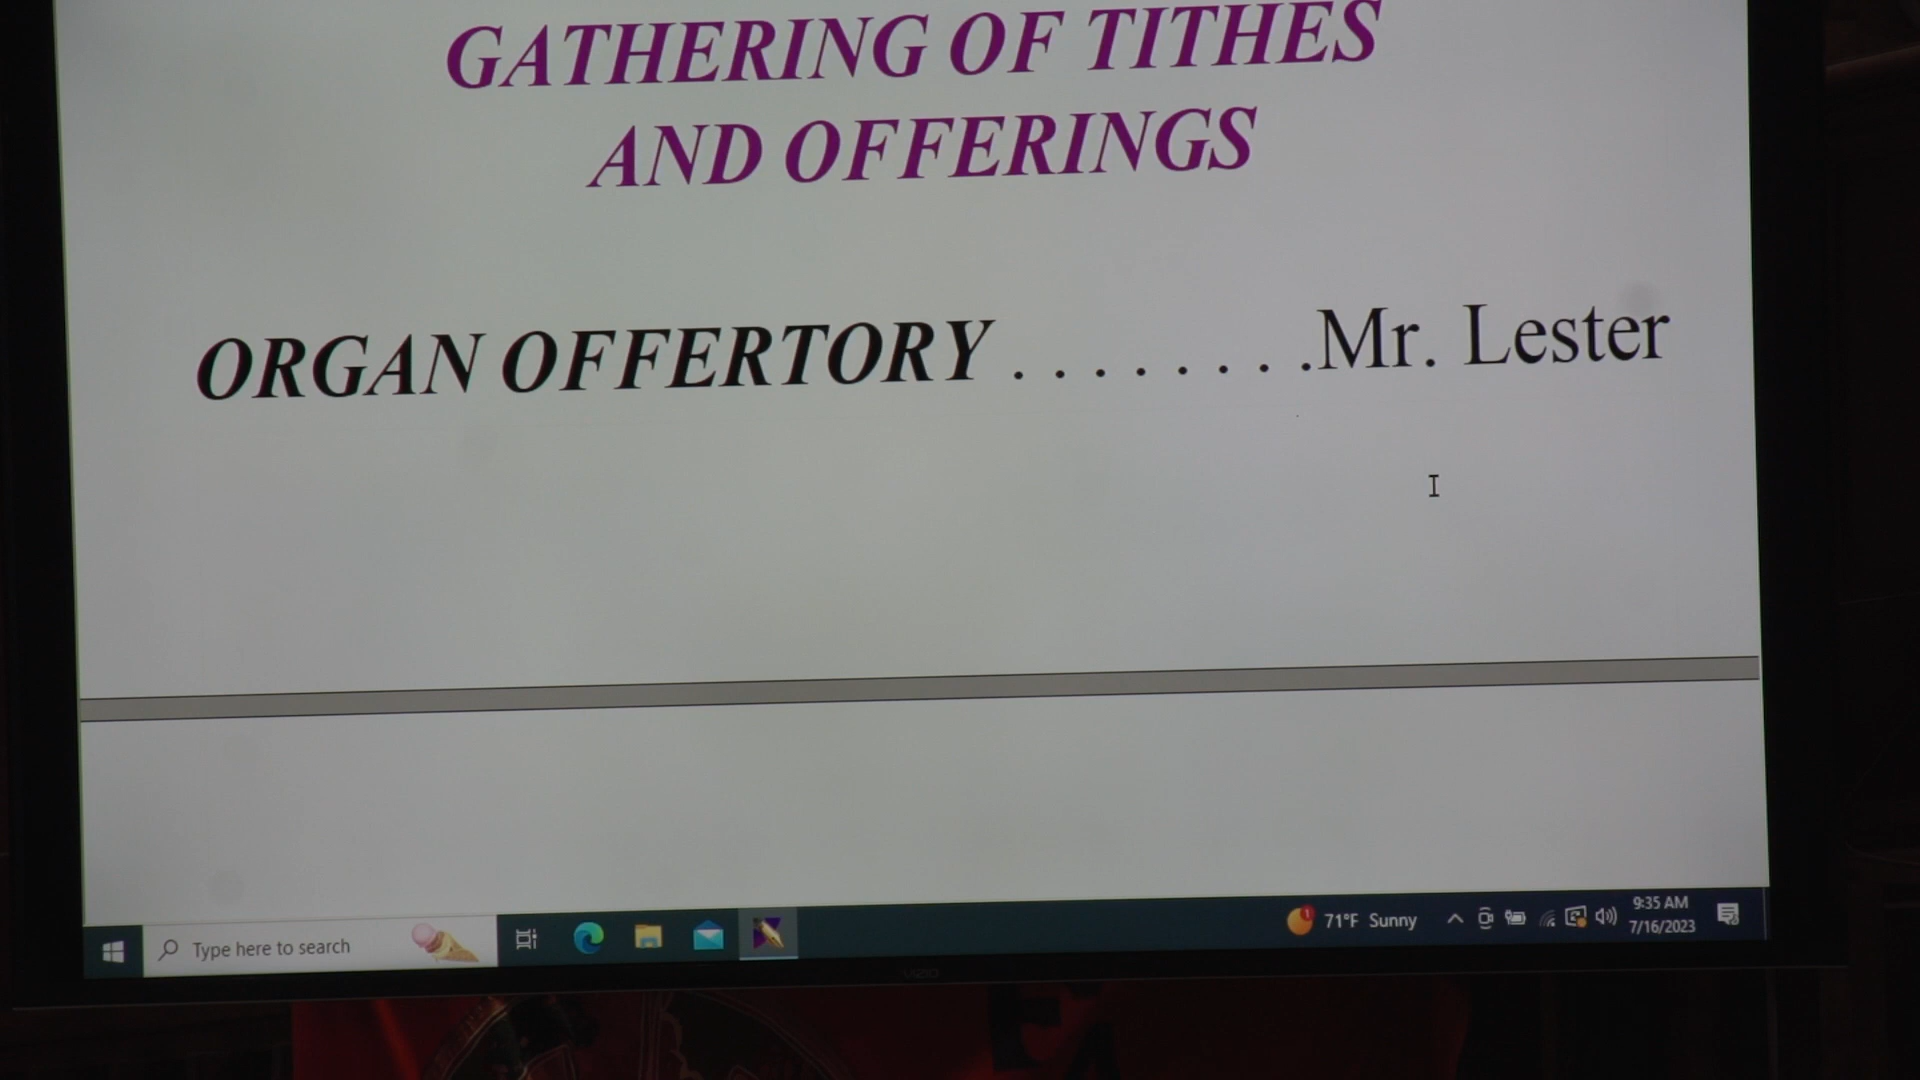 GATHERING OF TITHES
AND OFFERINGS
ORGAN OFFERTORY . . . . . . . .Mr. Lester
Type here to search
71°F Sunny
9:35 AM
7/16/2023
VIZIO